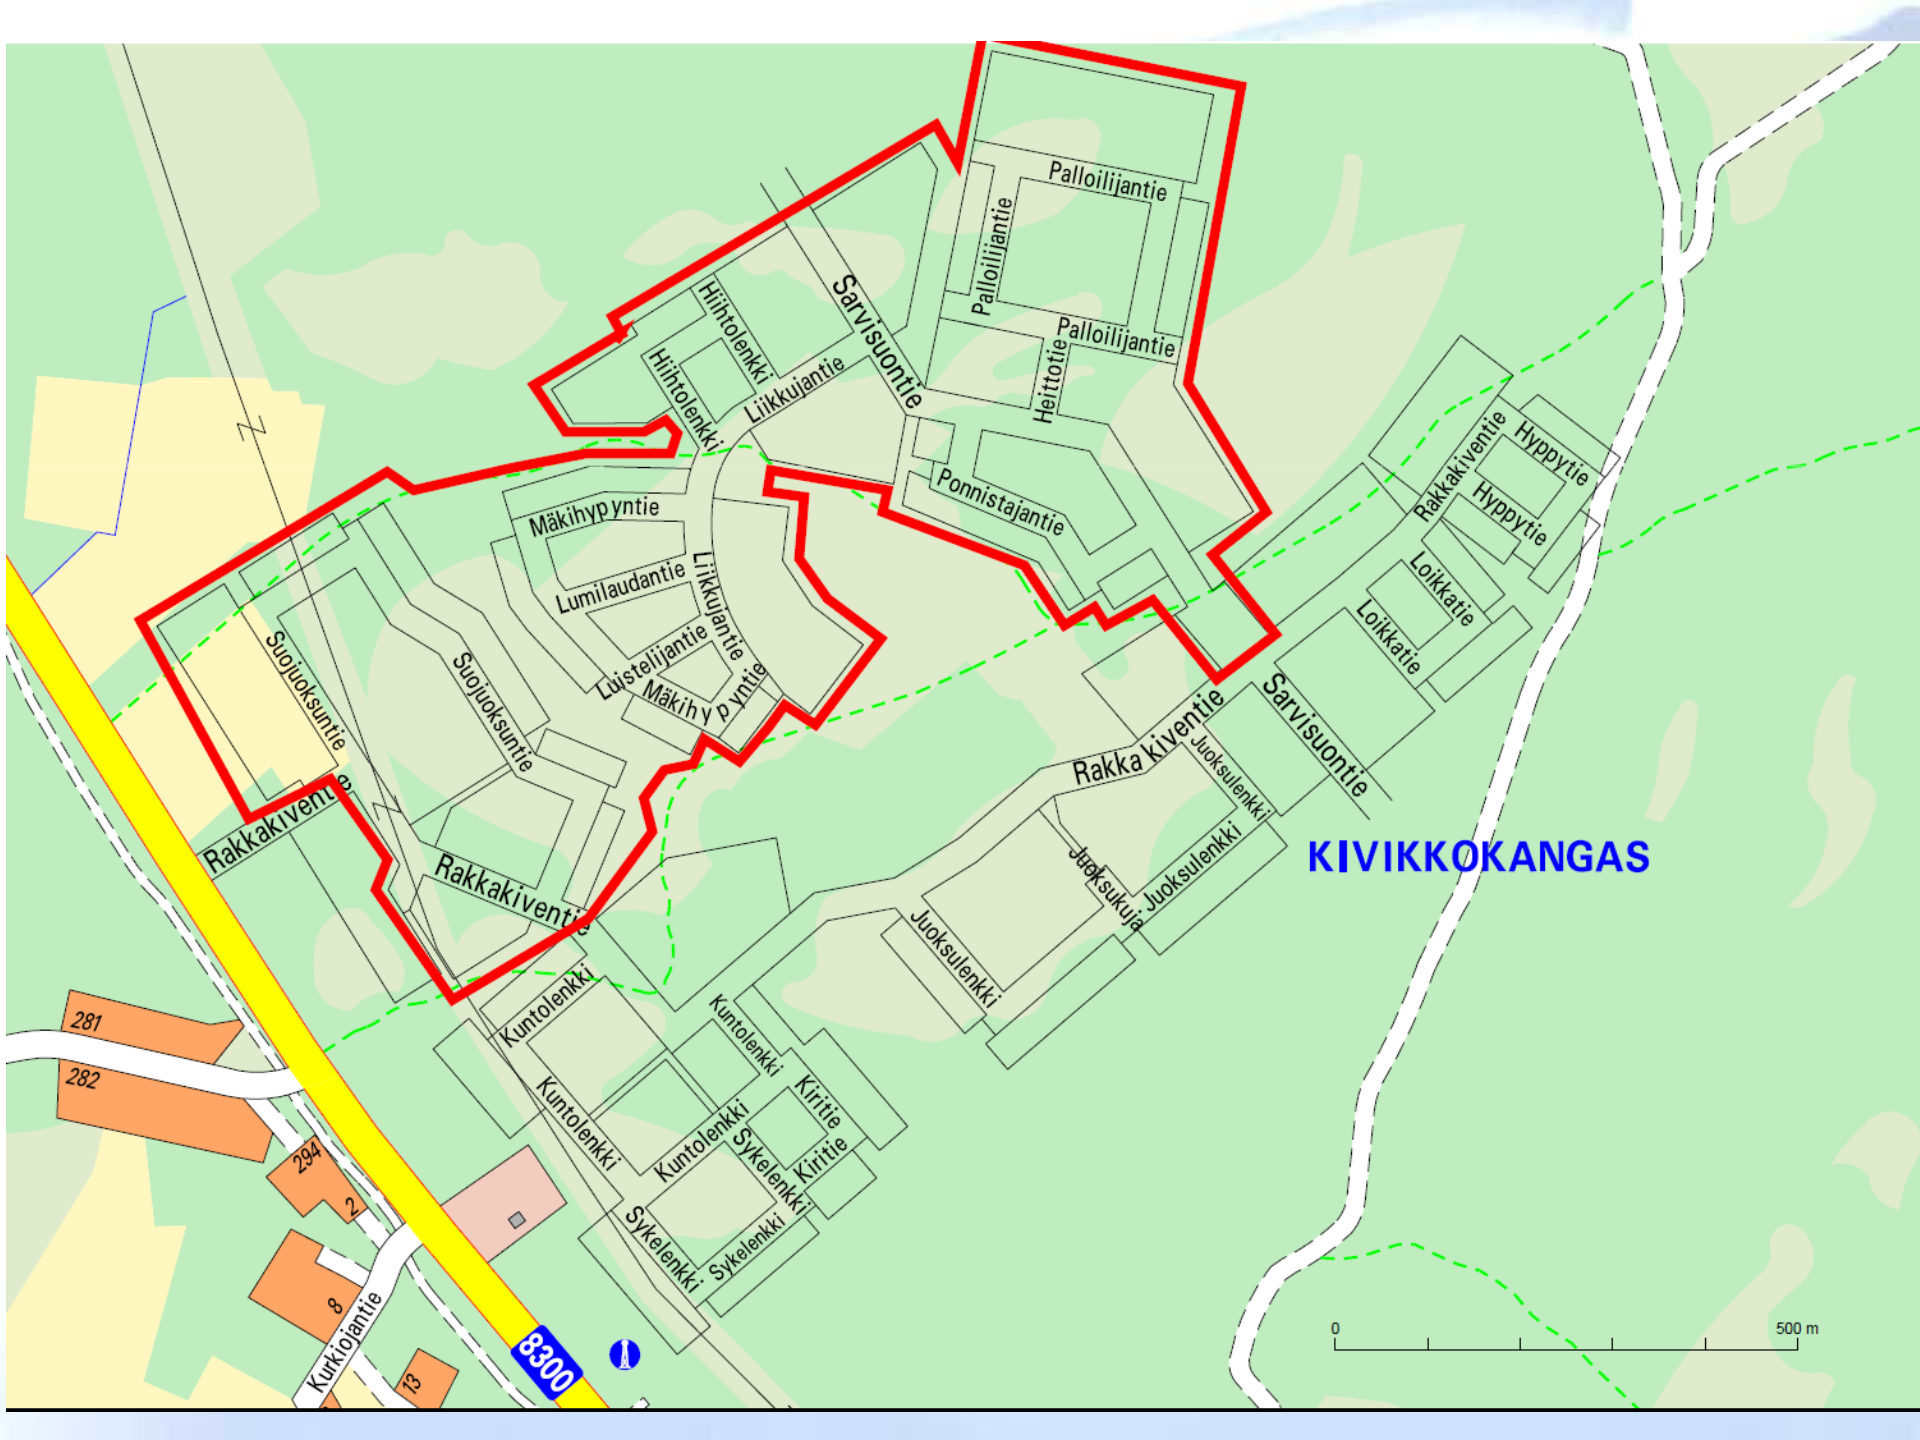 Palloilijantie
Palloilijantie
Palloilijantie
Heittotie
Sarvisuontie
Hiihtolenkki
Hiihtolenkki
Liikkujantie
Ponnistajantie
Mäkihypyntie
Lumilaudantie
Liikkujantie
Luistelijantie
Mäkihypyntie
Suojuoksuntie
Suojuoksuntie
Rakkakiventie
Rakkakiventie
Rakkakiventie
Hyppytie
Hyppytie
Loikkatie
Loikkatie
Sarvisuontie
Rakkakiventie
Juoksulenkki
Juoksulenkki
Juoksukuja
Juoksulenkki
KIVIKKOKANGAS
Kuntolenkki
Kuntolenkki
Kuntolenkki
Kuntolenkki
Kiritie
Kiritie
Sykelenkki
Sykelenkki
Sykelenkki
281
282
294
2
8
13
Kurkiojantie
8300
0 500 m